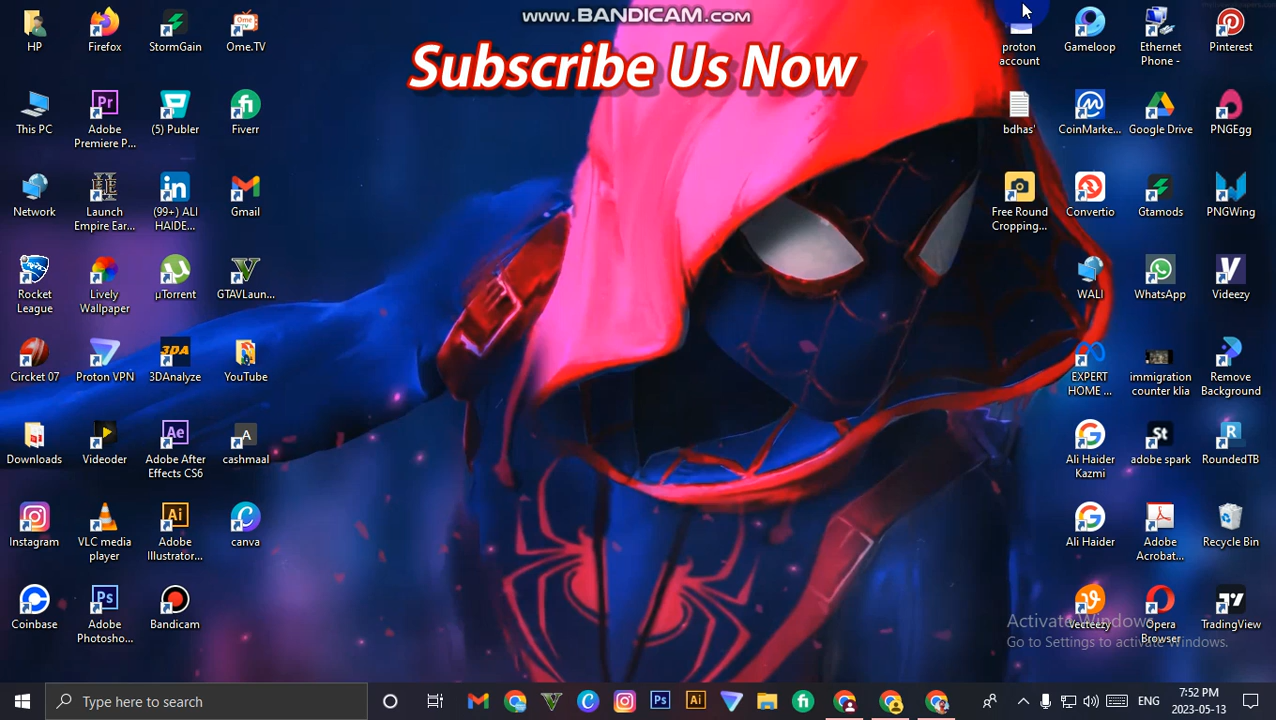 www.BANDICAM.com
Subscribe Us Now
HP
Firefox
StormGain
Ome.TV
proton
account
Gameloop
Ethernet
Phone -
Pinterest
This PC
Adobe
Premiere P...
(5) Publer
Fiverr
bdhas'
CoinMarke...
Google Drive
PNGEgg
Network
Launch
Empire Ear...
(99+) ALI
HAIDE...
Gmail
Free Round
Cropping...
Convertio
Gtamods
PNGWing
Rocket
League
Lively
Wallpaper
µTorrent
GTAVLaun...
WALI
WhatsApp
Videezy
Circket 07
Proton VPN
3DA
3DAnalyze
YouTube
EXPERT
HOME ...
immigration
counter klia
Remove
Background
Downloads
Videoder
Adobe After
Effects CS6
cashmaal
Ali Haider
Kazmi
adobe spark
RoundedTB
Instagram
VLC media
player
Adobe
Illustrator...
canva
Ali Haider
Adobe
Acrobat...
Recycle Bin
Coinbase
Adobe
Photosho...
Bandicam
Vecteezy
Opera
Browser
TradingView
Activate Windows
Go to Settings to activate Windows.
Type here to search
ENG
7:52 PM
2023-05-13